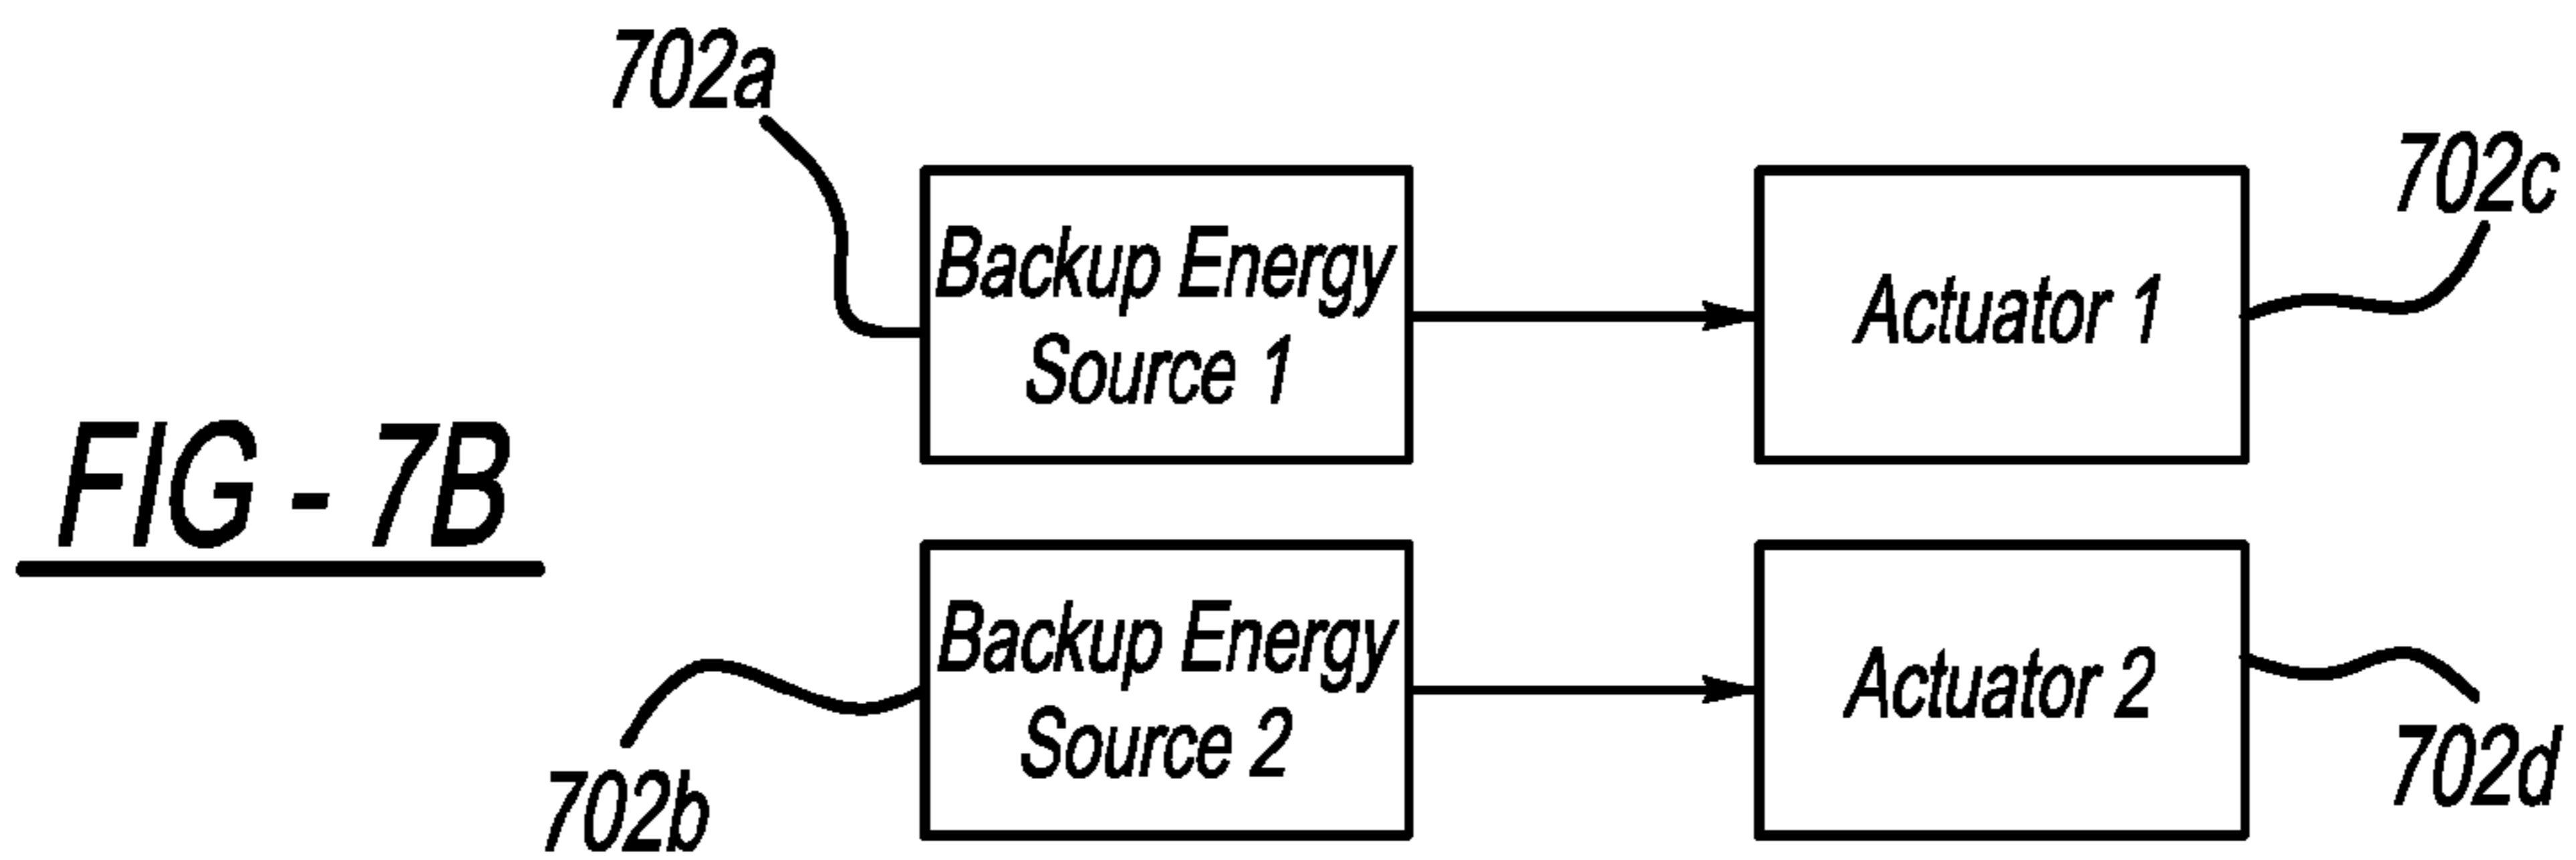 702a
Backup Energy
Source 1
Actuator 1
702c
FIG - 7B
Backup Energy
Source 2
Actuator 2
702b
702d